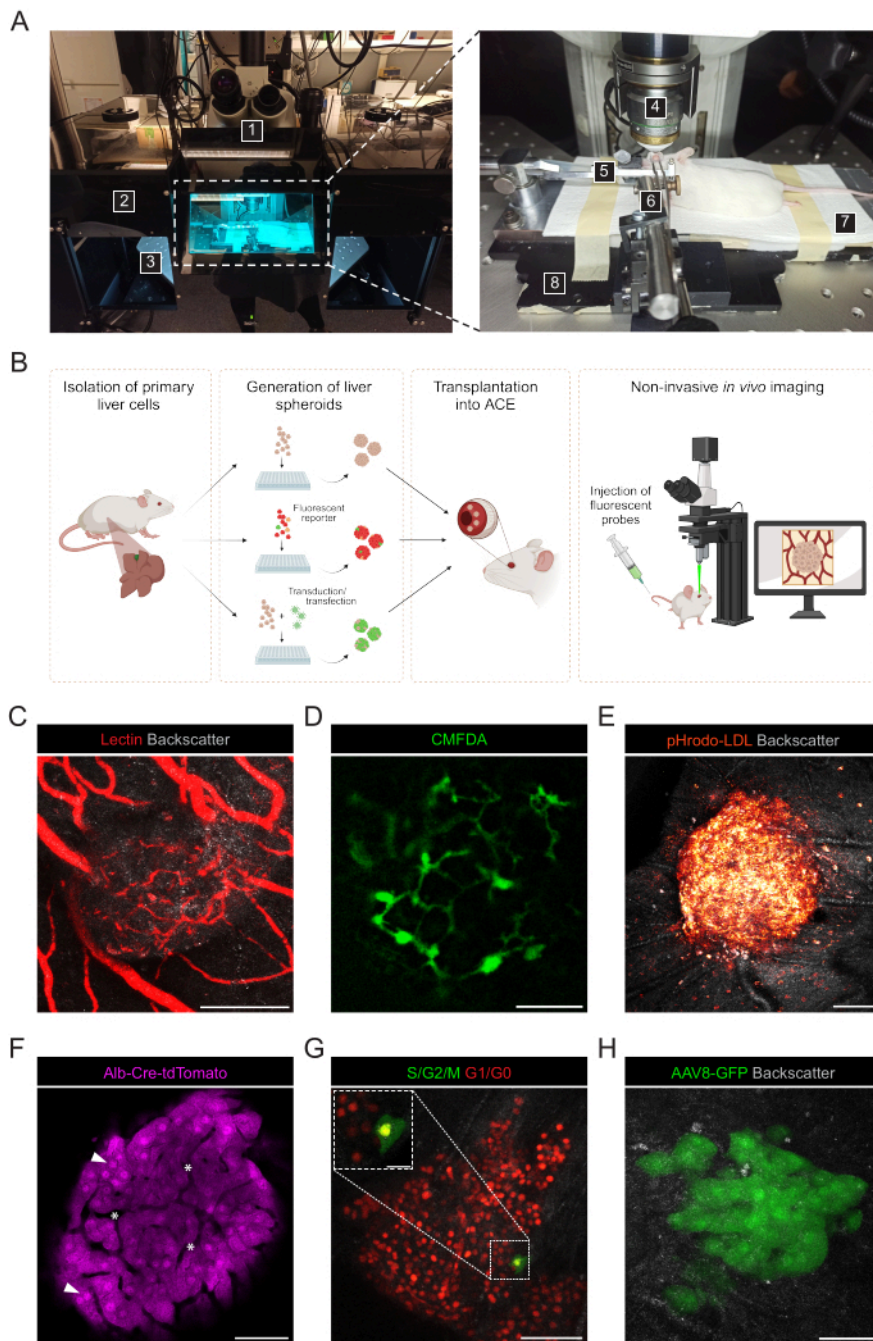 A
1
2
3
4
5
6
7
8
B
Isolation of primary
liver cells
Generation of liver
spheroids
Fluorescent
reporter
Transduction/
transfection
Transplantation
into ACE
Non-invasive in vivo imaging
Injection of
fluorescent
probes
C
Lectin Backscatter
D
CMFDA
E
pHrodo-LDL Backscatter
F
Alb-Cre-tdTomato
*
*
*
G
S/G2/M G1/G0
H
AAV8-GFP Backscatter